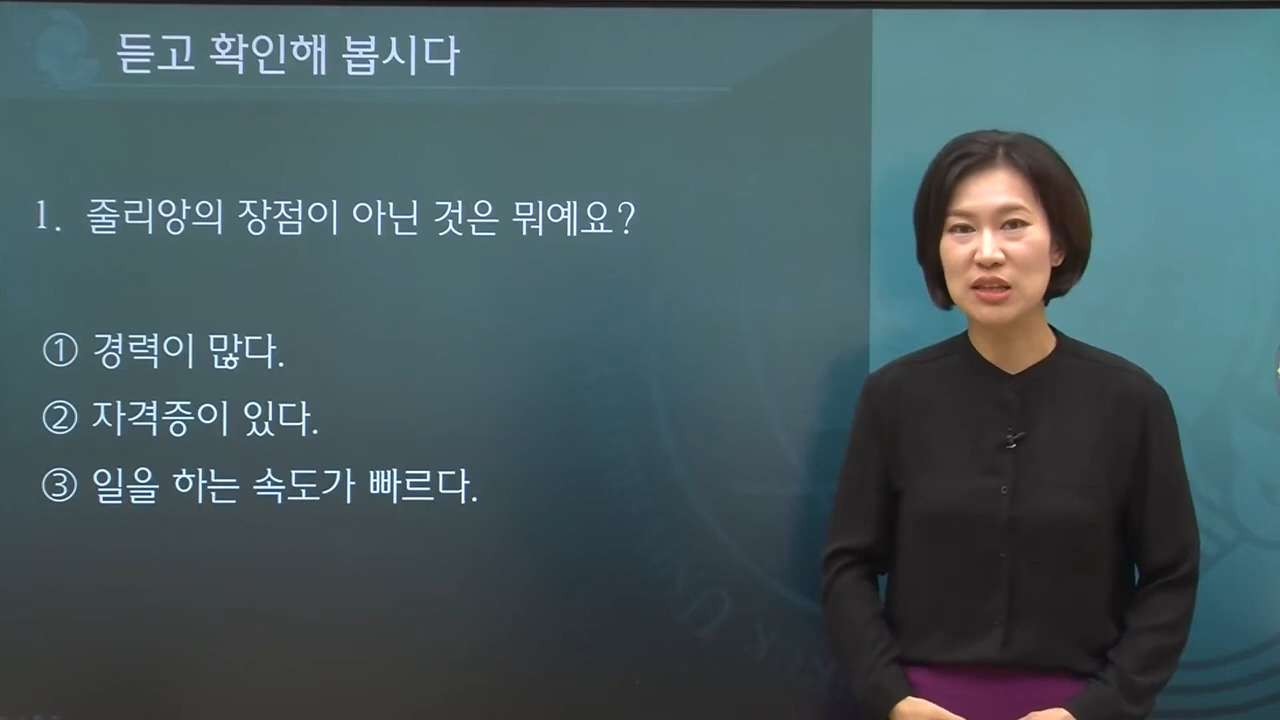 듣고 확인해 봅시다
1. 줄리앙의 장점이 아닌 것은 뭐예요?
① 경력이 많다.
② 자격증이 있다.
③ 일을 하는 속도가 빠르다.